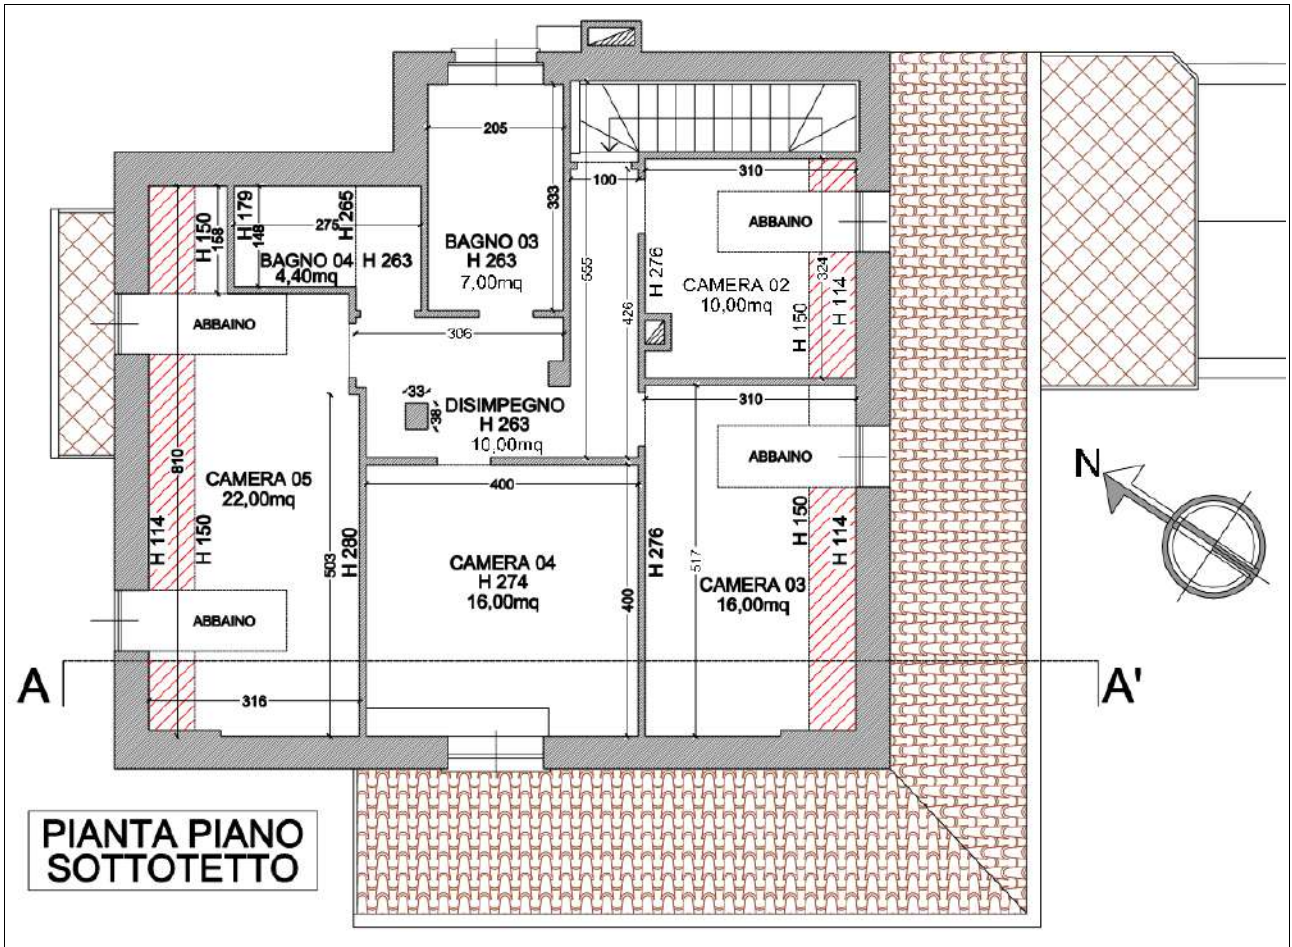 205
333
100
310
H 150
158
H 179
148
275
H 265
BAGNO 04
4,40mq
H 263
BAGNO 03
H 263
7,00mq
555
426
H 276
CAMERA 02
10,00mq
ABBAINO
324
H 150
H 114
ABBAINO
306
33
38
DISIMPEGNO
H 263
10,00mq
310
ABBAINO
N
810
CAMERA 05
22,00mq
H 114
H 150
503
H 280
400
CAMERA 04
H 274
16,00mq
400
H 276
517
CAMERA 03
16,00mq
H 150
H 114
ABBAINO
A
316
A'
PIANTA PIANO
SOTTOTETTO